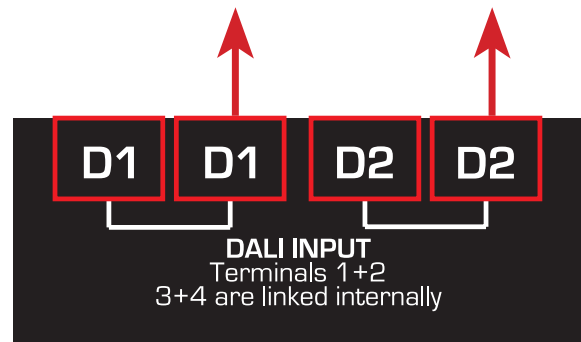 D1 D1 D2 D2
DALI INPUT
Terminals 1+2
3+4 are linked internally